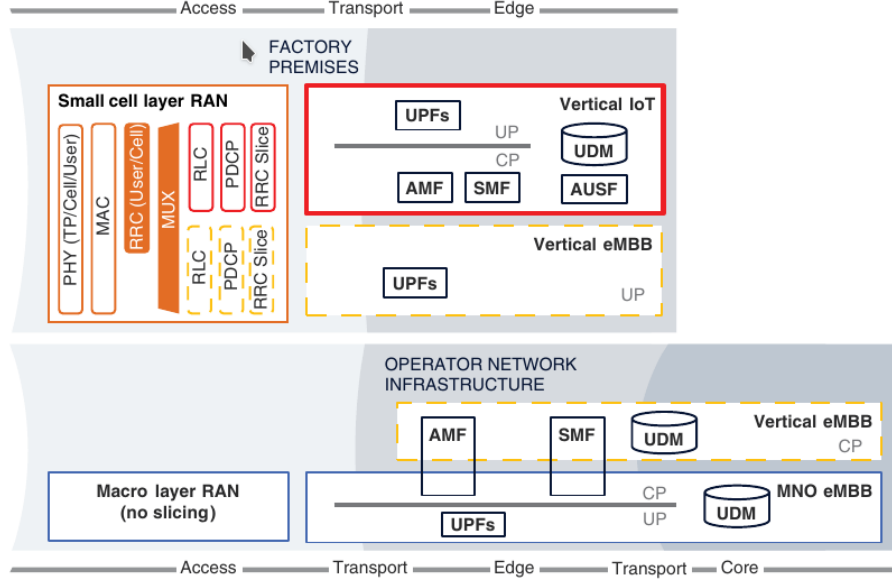 Access Transport Edge
FACTORY
PREMISES
Small cell layer RAN
PHY (TP/Cell/User)
MAC
RRC (User/Cell)
MUX
RLC
PDCP
RRC Slice
RLC
PDCP
RRC Slice
Vertical IoT
UPFs
UP
CP
UDM
AMF
SMF
AUSF
Vertical eMBB
UPFs
UP
OPERATOR NETWORK
INFRASTRUCTURE
AMF
SMF
UDM
Vertical eMBB
CP
Macro layer RAN
(no slicing)
CP
UP
UPFs
UDM
MNO eMBB
Access Transport Edge Transport Core